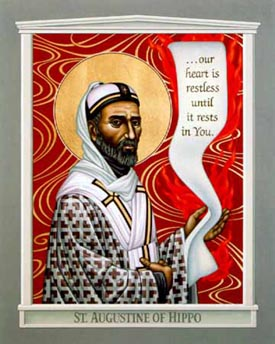 ...our
heart is
restless
until
it rests
in You.
ST. AUGUSTINE OF HIPPO